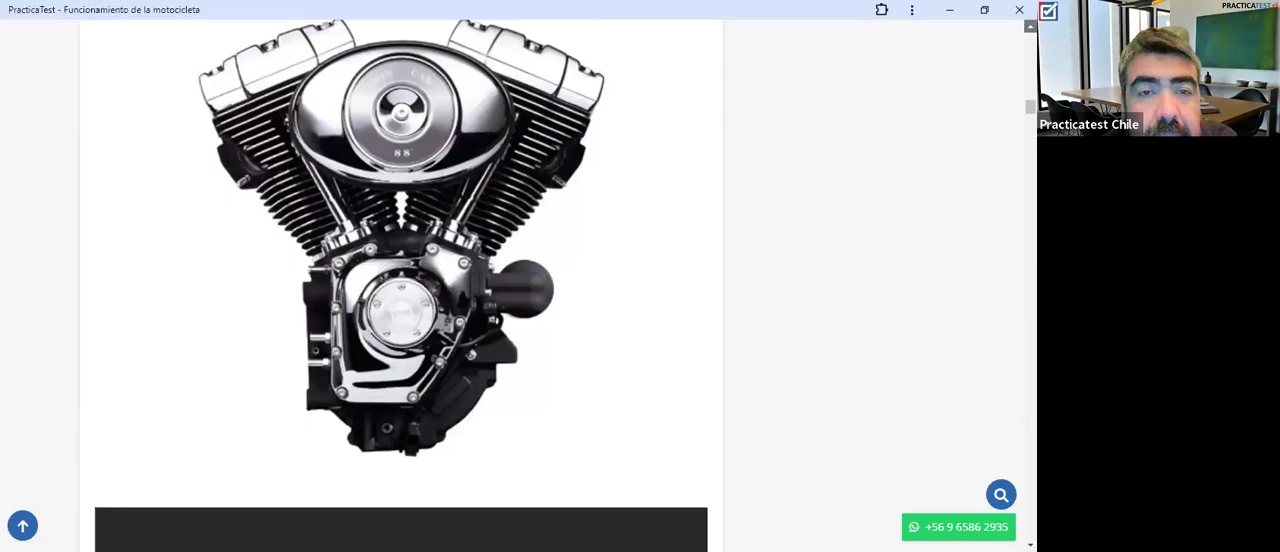 PracticaTest - Funcionamiento de la motocicleta
PRACTICATEST
Practicatest Chile
88
+56 9 6586 2935